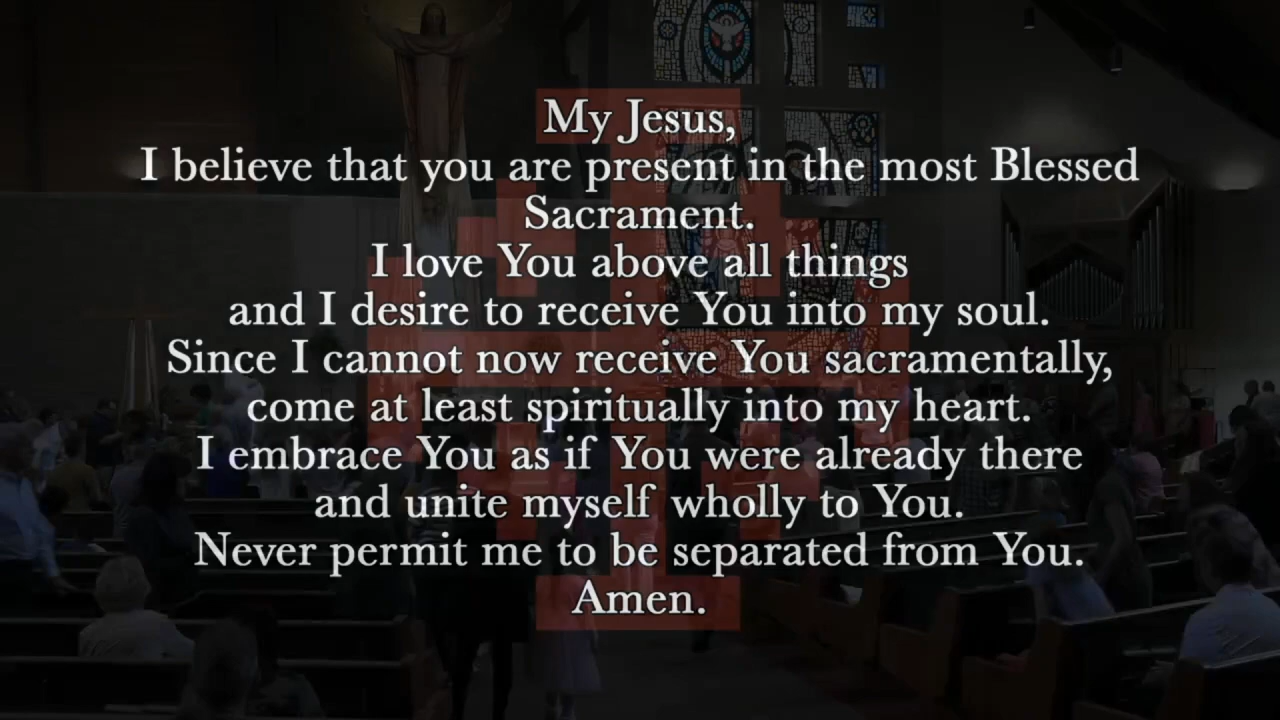 My Jesus,
I believe that you are present in the most Blessed
Sacrament.
I love You above all things
and I desire to receive You into my soul.
Since I cannot now receive You sacramentally,
come at least spiritually into my heart.
I embrace You as if You were already there
and unite myself wholly to You.
Never permit me to be separated from You.
Amen.